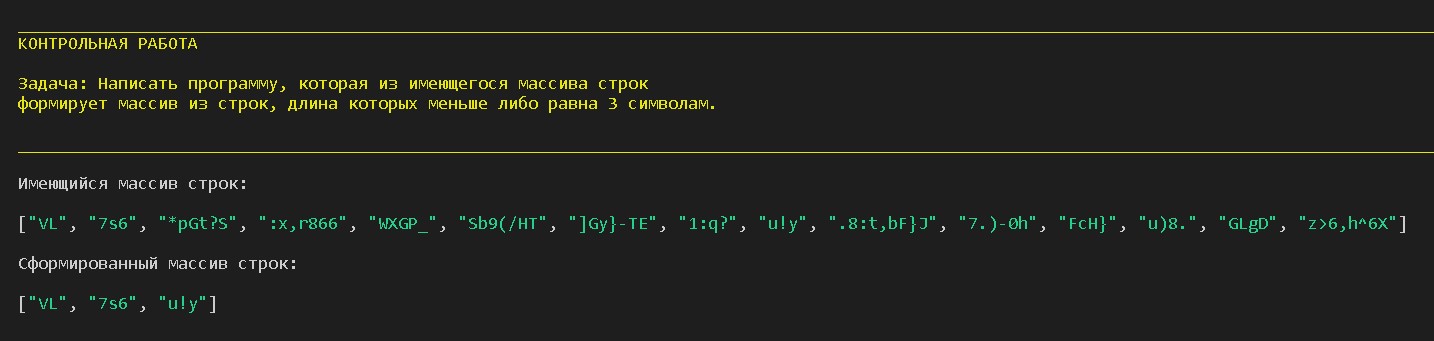 КОНТРОЛЬНАЯ РАБОТА
Задача: Написать программу, которая из имеющегося массива строк
формирует массив из строк, длина которых меньше либо равна 3 символам.
Имеющийся массив строк:
["VL", "7s6", "*pGt?S", ":x,r866", "WXGP_", "Sb9(/HT", "]Gy}-TE", "1:q?", "u!y", ".8:t,bF}J", "7.)-0h", "FcH}", "u)8.", "GLgD", "z>6,h^6X"]
Сформированный массив строк:
["VL", "7s6", "u!y"]